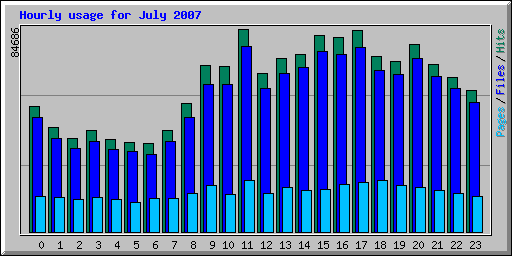 Hourly usage for July 2007
84686
Pages/Files/Hits
0 1 2 3 4 5 6 7 8 9 10 11 12 13 14 15 16 17 18 19 20 21 22 23